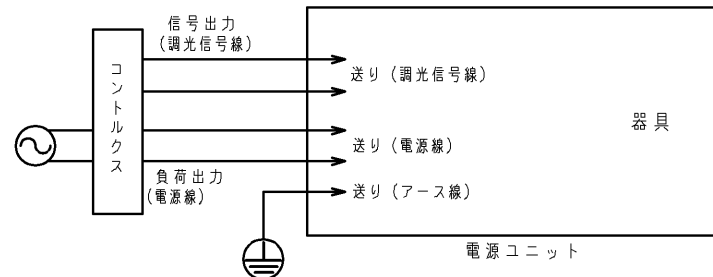 信号出力
(調光信号線)
コントルクス
送り(調光信号線)
器具
送り(電源線)
負荷出力
(電源線)
送り(アース線)
電源ユニット